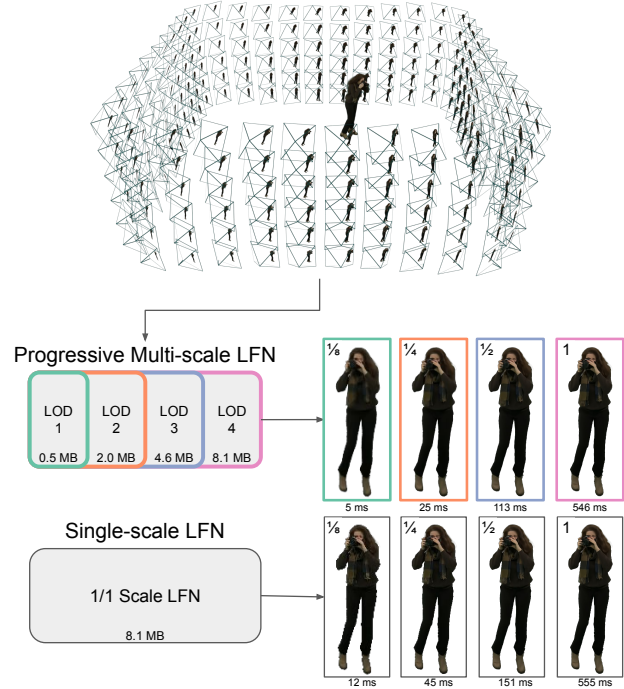 Progressive Multi-scale LFN
LOD 1
LOD 2
LOD 3
LOD 4
0.5 MB
2.0 MB
4.6 MB
8.1 MB
⅛
¼
½
1
5 ms
25 ms
113 ms
546 ms
Single-scale LFN
1/1 Scale LFN
8.1 MB
⅛
¼
½
1
12 ms
45 ms
151 ms
555 ms